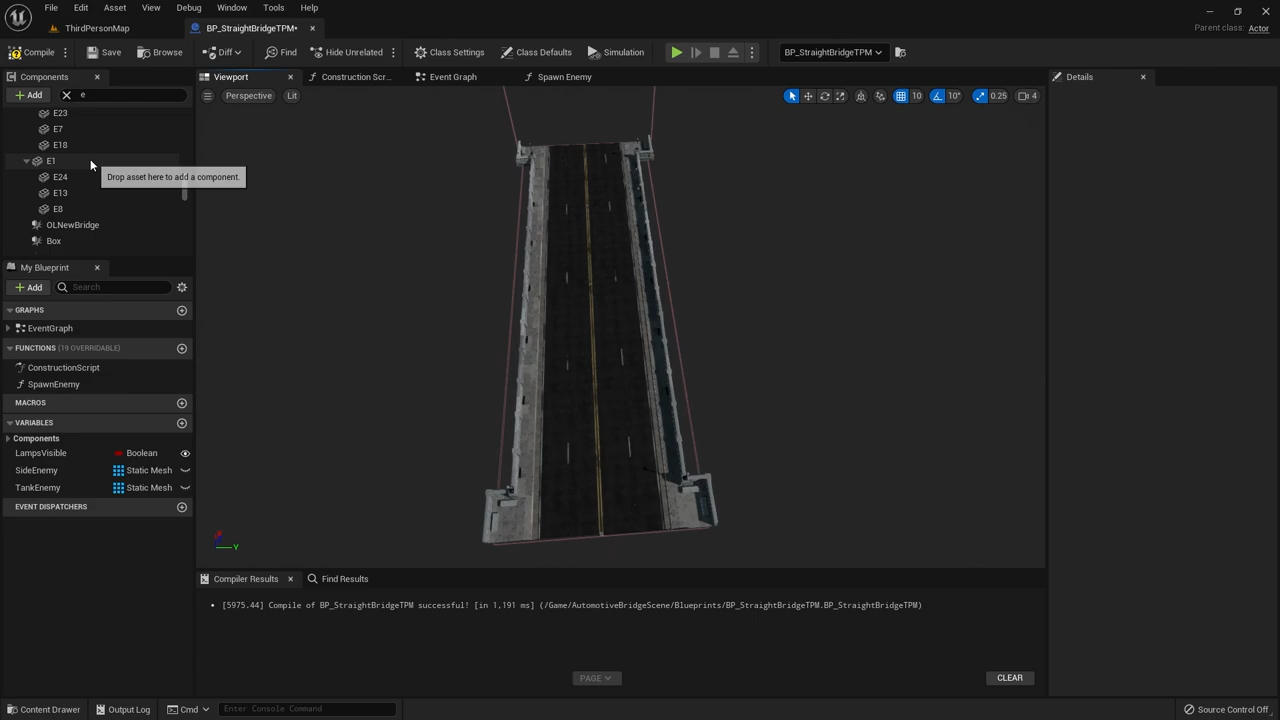 File Edit Asset View Debug Window Tools Help
ThirdPersonMap
BP_StraightBridgeTPM*
Parent class: Actor
Compile
Save
Browse
Diff
Find
Hide Unrelated
Class Settings
Class Defaults
Simulation
BP_StraightBridgeTPM
Components
Viewport
Construction Scr...
Event Graph
Spawn Enemy
Details
Add
e
Perspective
Lit
10
10°
0.25
4
E23
E7
E18
E1
E24
E13
E8
OLNewBridge
Box
Drop asset here to add a component.
My Blueprint
Add
Search
GRAPHS
EventGraph
FUNCTIONS (19 OVERRIDABLE)
ConstructionScript
SpawnEnemy
MACROS
VARIABLES
Components
LampsVisible Boolean
SideEnemy Static Mesh
TankEnemy Static Mesh
EVENT DISPATCHERS
Y
Compiler Results
Find Results
[5975.44] Compile of BP_StraightBridgeTPM successful! [in 1,191 ms] (/Game/AutomotiveBridgeScene/Blueprints/BP_StraightBridgeTPM.BP_StraightBridgeTPM)
PAGE
CLEAR
Content Drawer
Output Log
Cmd
Enter Console Command
Source Control Off